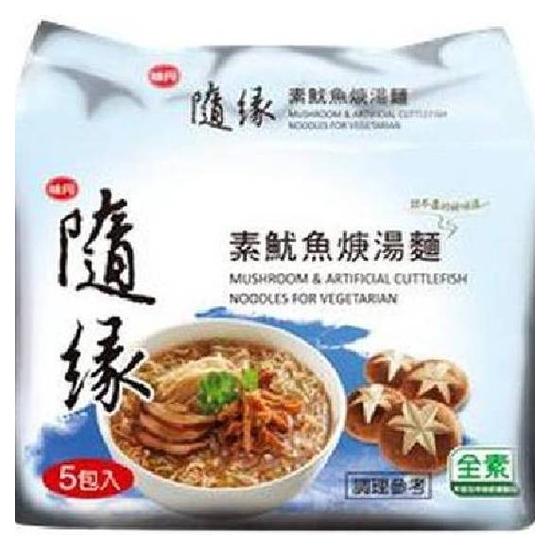 味丹
隨緣
素魷魚焿湯麵
MUSHROOM & ARTIFICIAL CUTTLEFISH
NOODLES FOR VEGETARIAN
味丹
隨緣
素魷魚焿湯麵
MUSHROOM & ARTIFICIAL CUTTLEFISH
NOODLES FOR VEGETARIAN
5包入
調理參考
全素